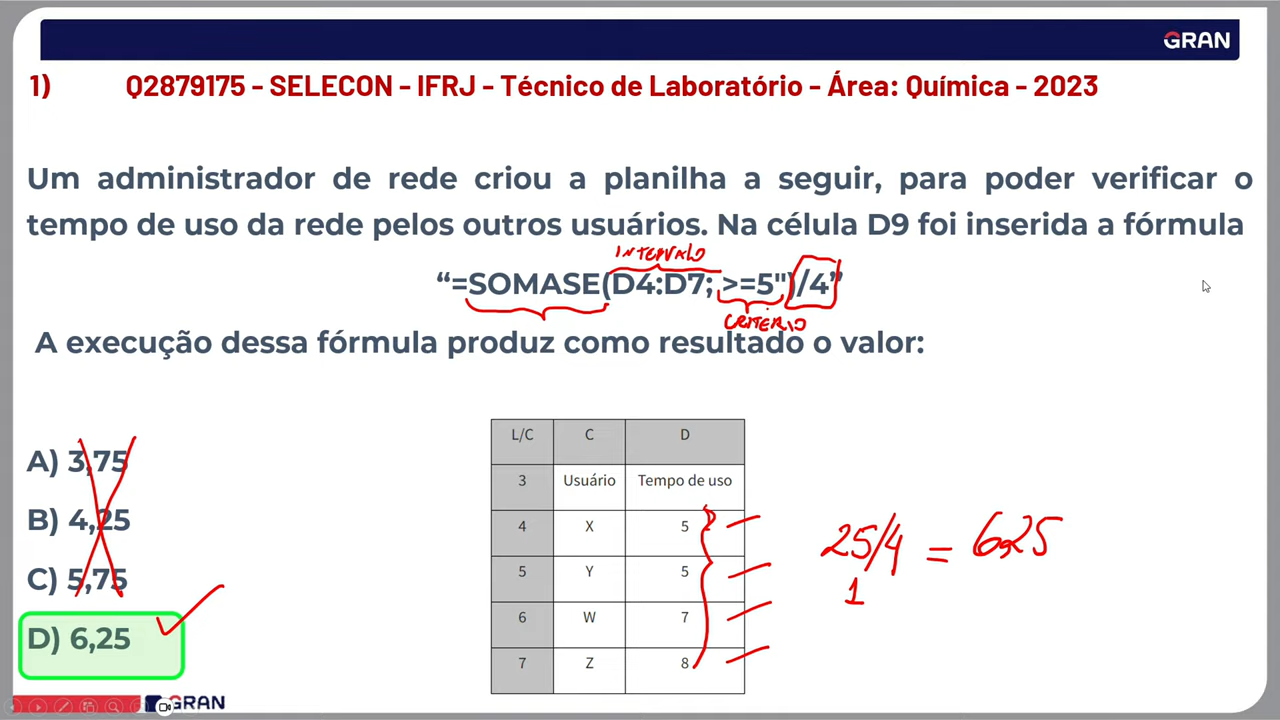 GRAN
1) Q2879175 - SELECON - IFRJ - Técnico de Laboratório - Área: Química - 2023
Um administrador de rede criou a planilha a seguir, para poder verificar o
tempo de uso da rede pelos outros usuários. Na célula D9 foi inserida a fórmula
INTERVALO
“=SOMASE(D4:D7; >=5")/4”
CRITÉRIO
A execução dessa fórmula produz como resultado o valor:
A) 3,75
B) 4,25
C) 5,75
D) 6,25
L/C C D
3 Usuário Tempo de uso
4 X 5
5 Y 5
6 W 7
7 Z 8
25/4 = 6,25
1
GRAN